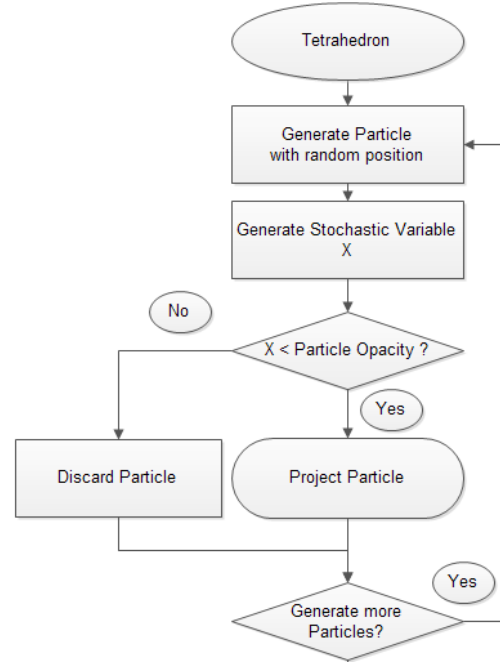 Tetrahedron
Generate Particle
with random position
Generate Stochastic Variable
X
No
X < Particle Opacity ?
Yes
Discard Particle
Project Particle
Yes
Generate more
Particles?